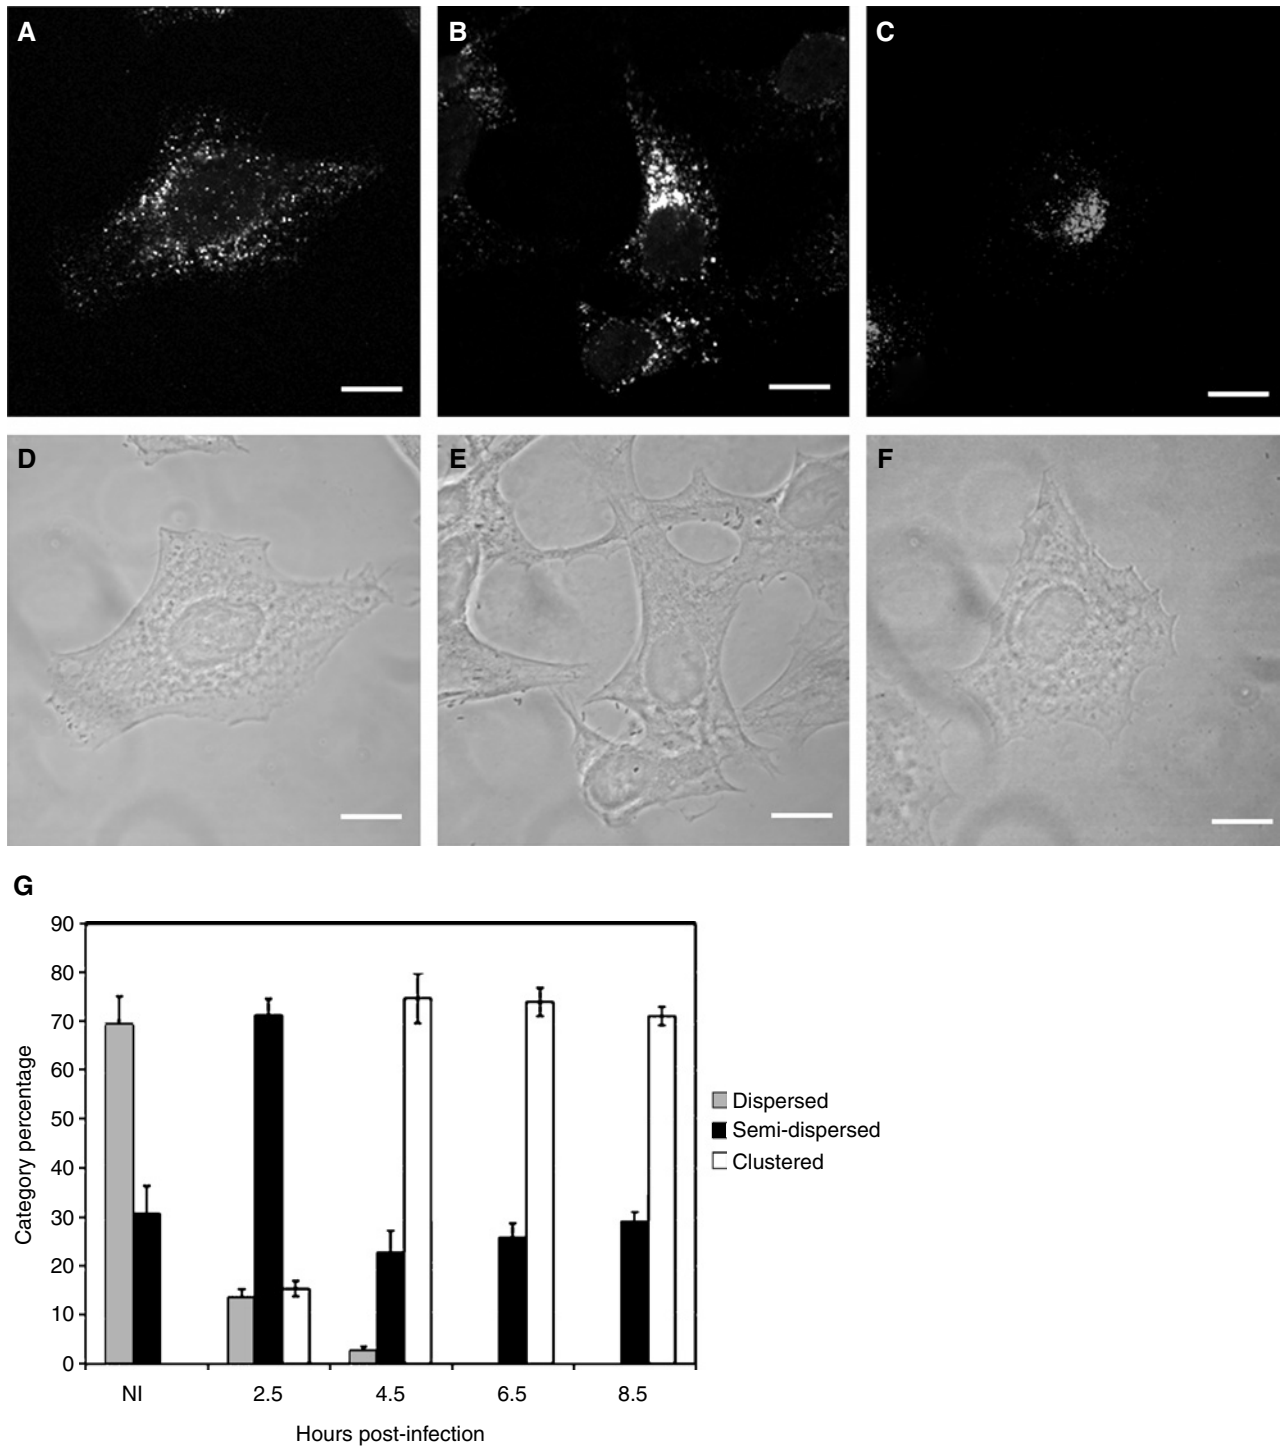 A B C
D E F
G
90
80
70
60
50
40
30
20
10
0
Category percentage
NI 2.5 4.5 6.5 8.5
Hours post-infection
Dispersed
Semi-dispersed
Clustered